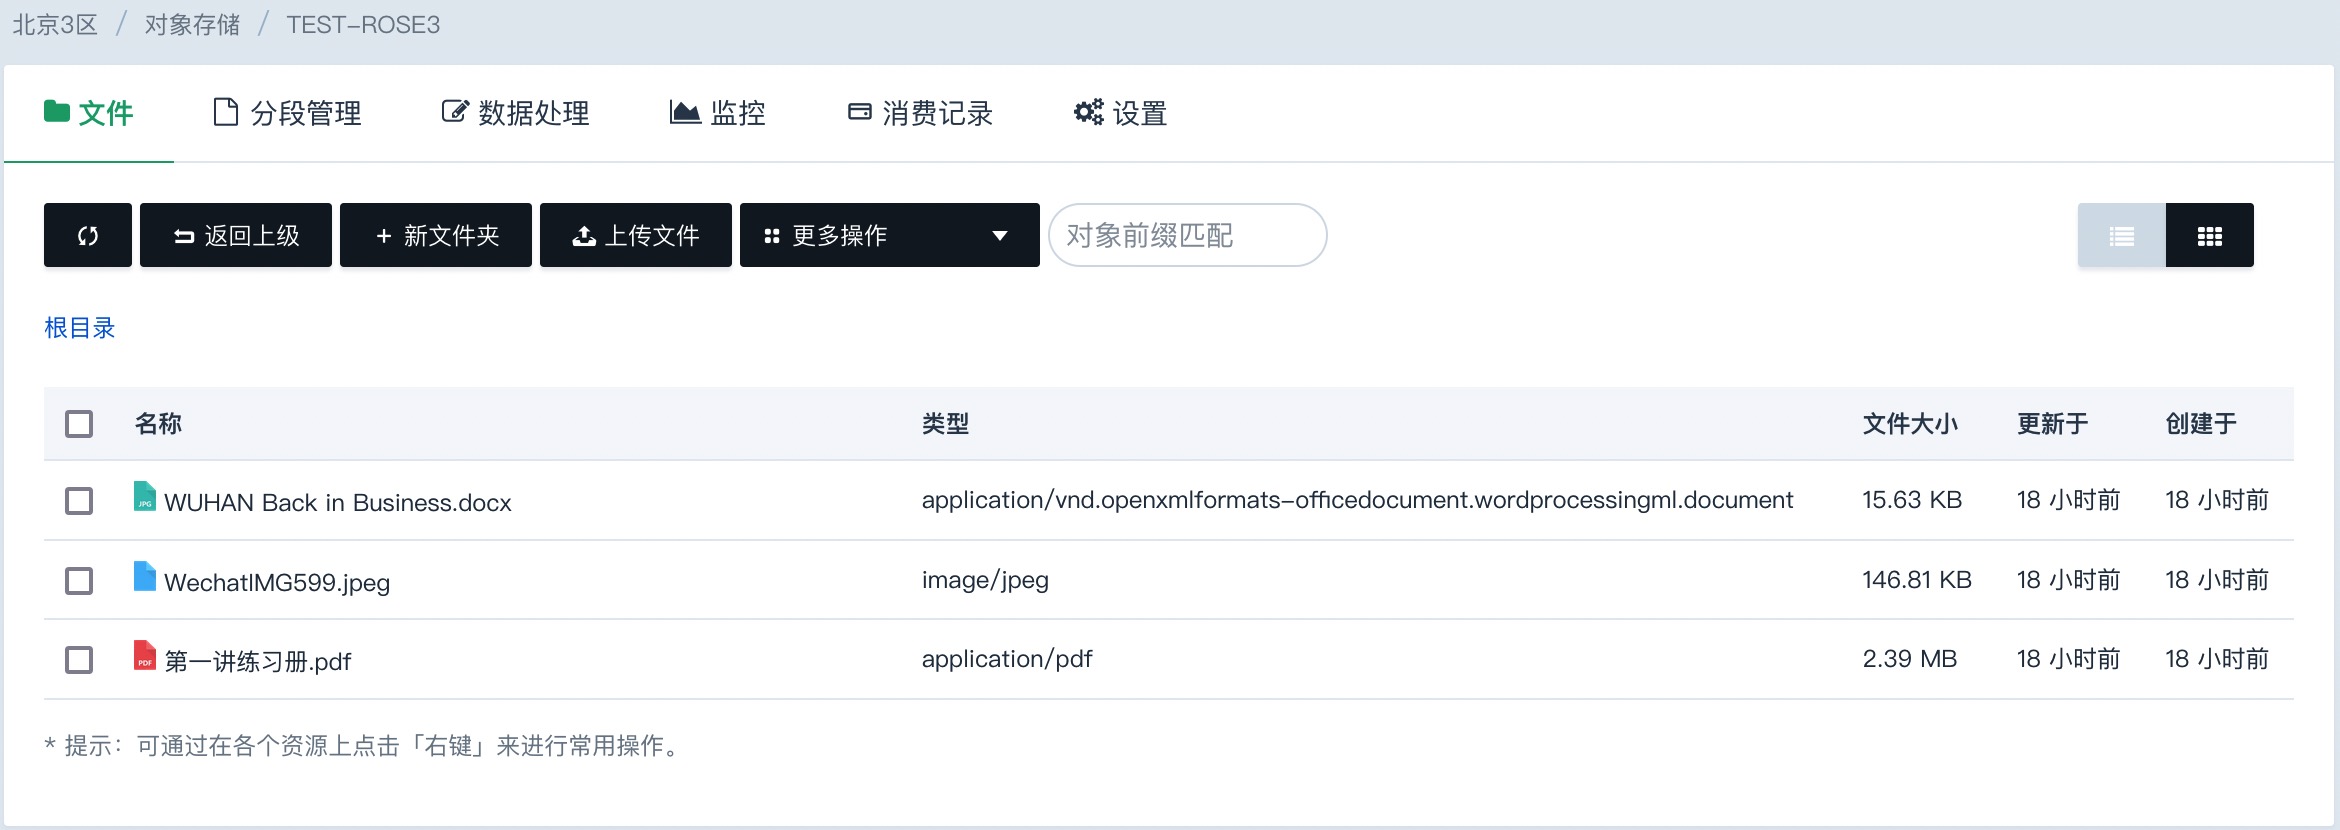 北京3区 / 对象存储 / TEST-ROSE3
文件 分段管理 数据处理 监控 消费记录 设置
返回上级 + 新文件夹 上传文件 更多操作 对象前缀匹配
根目录
名称 类型 文件大小 更新于 创建于
JPG WUHAN Back in Business.docx application/vnd.openxmlformats-officedocument.wordprocessingml.document 15.63 KB 18 小时前 18 小时前
WechatIMG599.jpeg image/jpeg 146.81 KB 18 小时前 18 小时前
PDF 第一讲练习册.pdf application/pdf 2.39 MB 18 小时前 18 小时前
* 提示：可通过在各个资源上点击「右键」来进行常用操作。